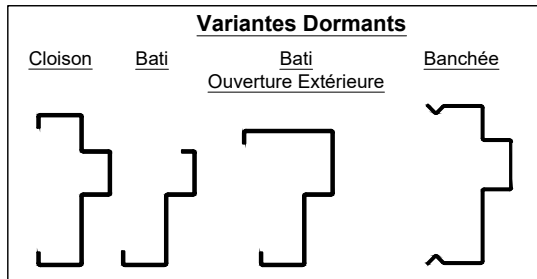 Variantes Dormants
Cloison Bati Bati Banchée
Ouverture Extérieure